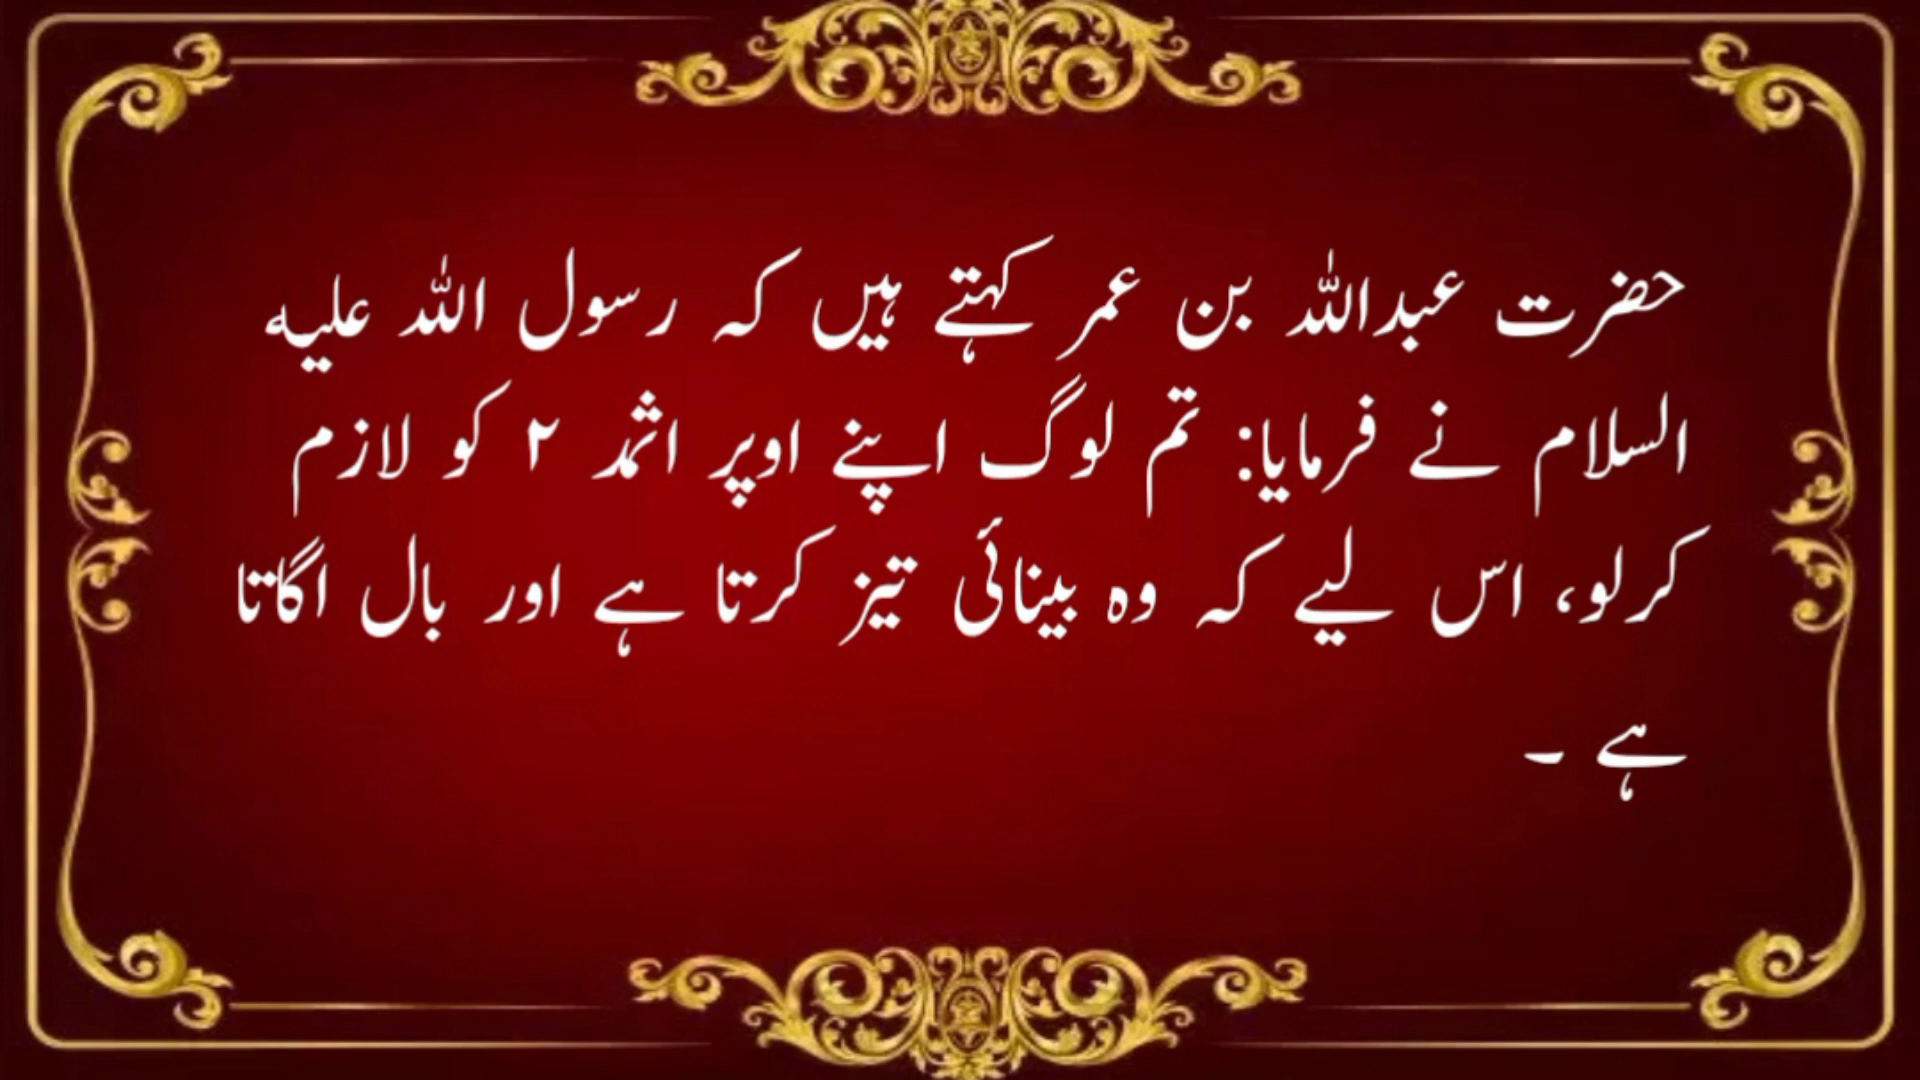 حضرت عبداللہ بن عمر کہتے ہیں کہ رسول اللہ علیہ
السلام نے فرمایا: تم لوگ اپنے اوپر اثمد ۲ کو لازم
کرلو، اس لیے کہ وہ بینائی تیز کرتا ہے اور بال اگاتا
ہے ۔